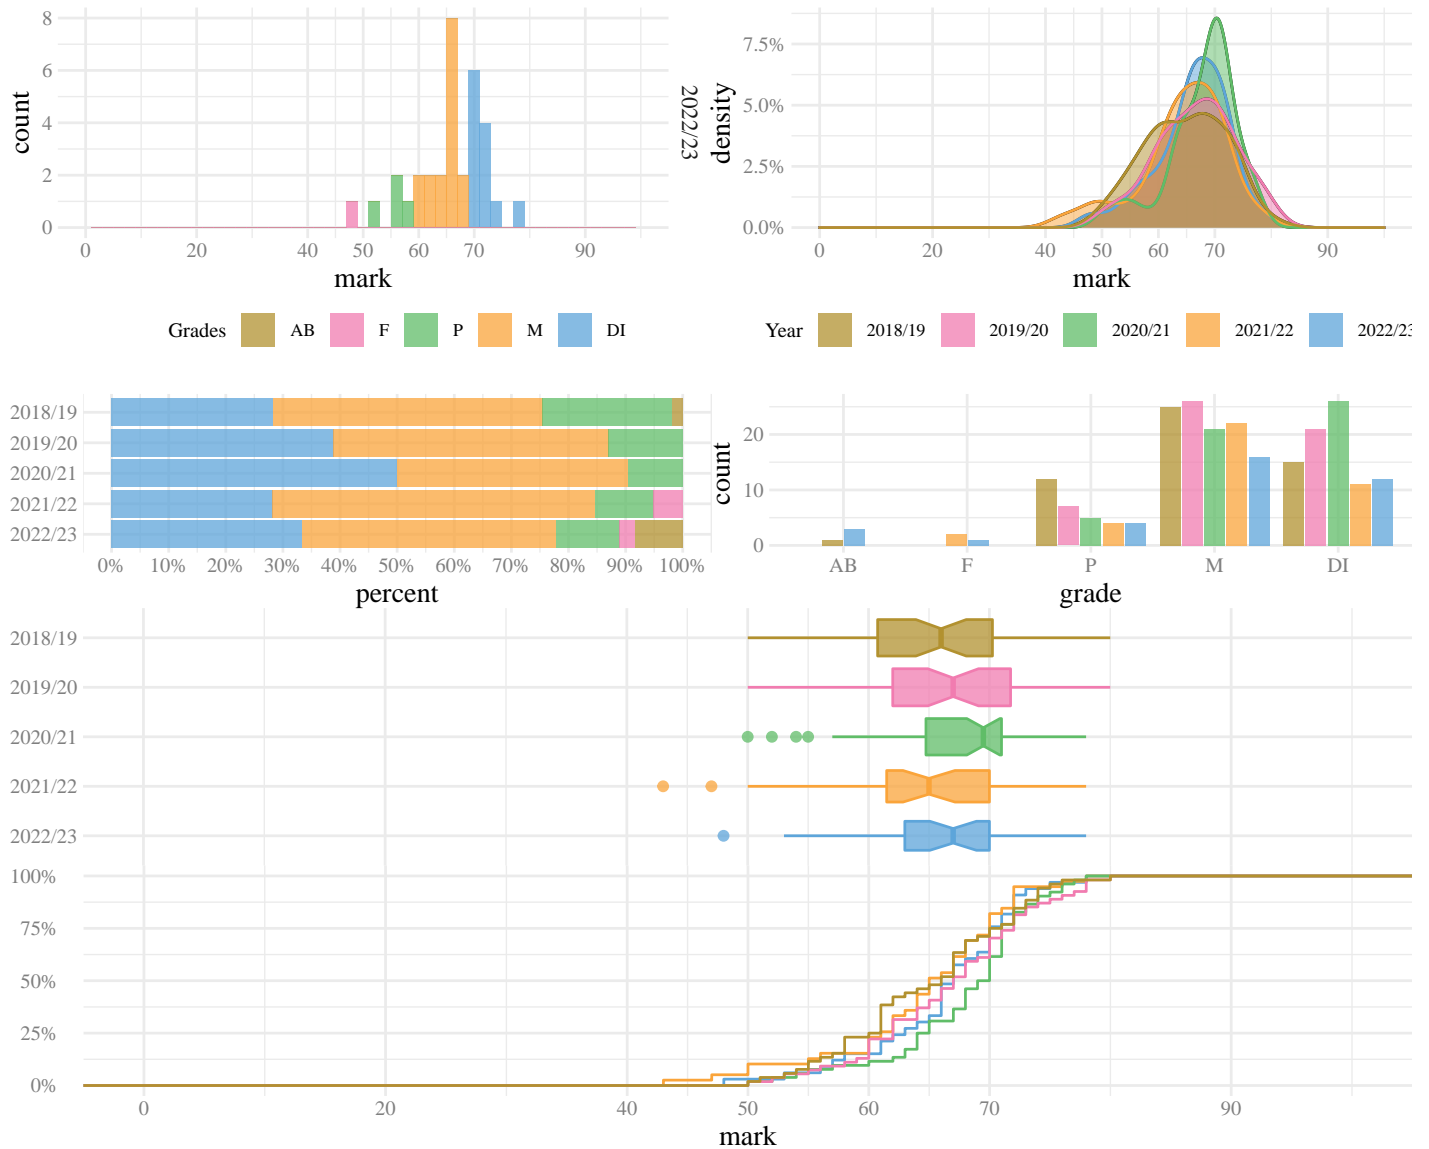 8
6
4
2
0
count
0 20 40 50 60 70 90
mark
2022/23
Grades AB F P M DI
7.5%
5.0%
2.5%
0.0%
density
0 20 40 50 60 70 90
mark
Year 2018/19 2019/20 2020/21 2021/22 2022/23
2018/19
2019/20
2020/21
2021/22
2022/23
0% 10% 20% 30% 40% 50% 60% 70% 80% 90% 100%
percent
20
10
0
count
AB F P M DI
grade
2018/19
2019/20
2020/21
2021/22
2022/23
100%
75%
50%
25%
0%
0 20 40 50 60 70 90
mark